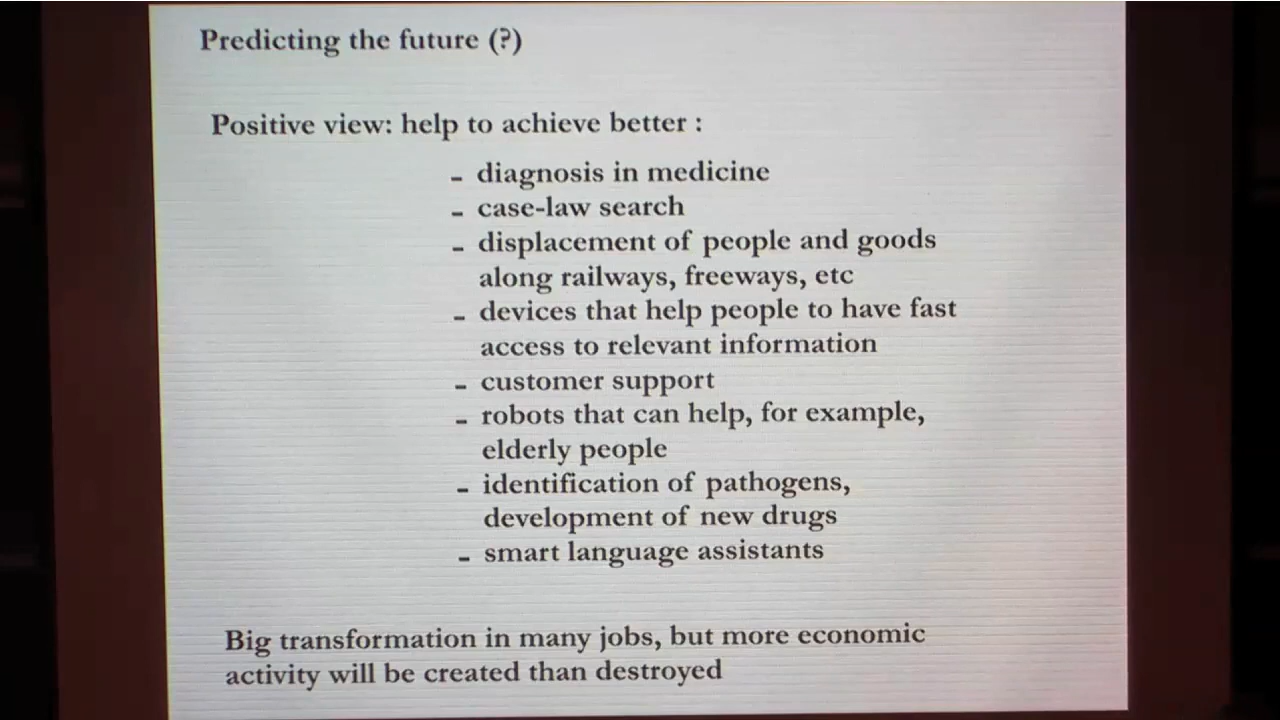 Predicting the future (?)
Positive view: help to achieve better :
- diagnosis in medicine
- case-law search
- displacement of people and goods
along railways, freeways, etc
- devices that help people to have fast
access to relevant information
- customer support
- robots that can help, for example,
elderly people
- identification of pathogens,
development of new drugs
- smart language assistants
Big transformation in many jobs, but more economic
activity will be created than destroyed